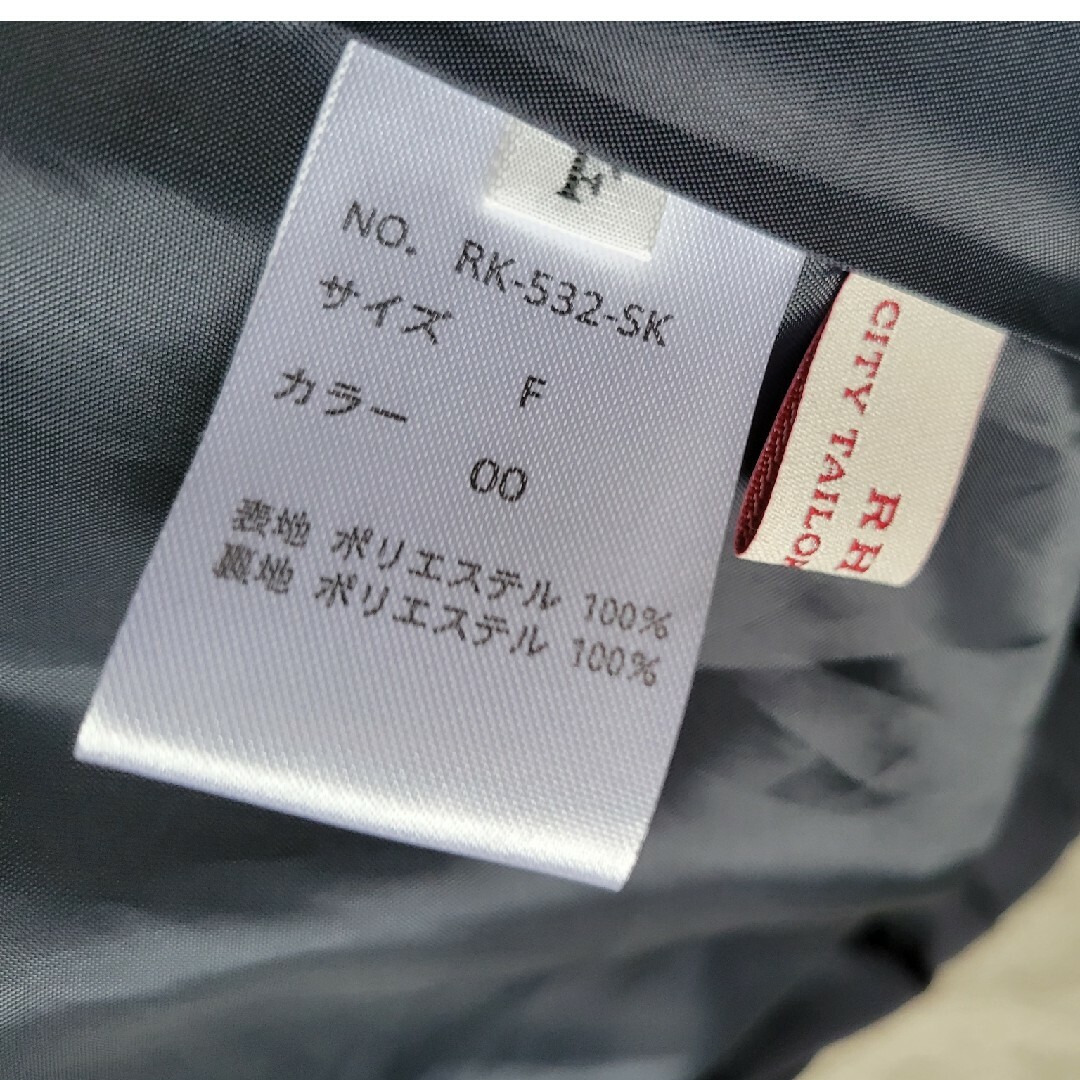 F
NO. RK-532-SK
サイズ F
カラー 00
表地 ポリエステル 100%
裏地 ポリエステル 100%
RH
CITY TAILOR